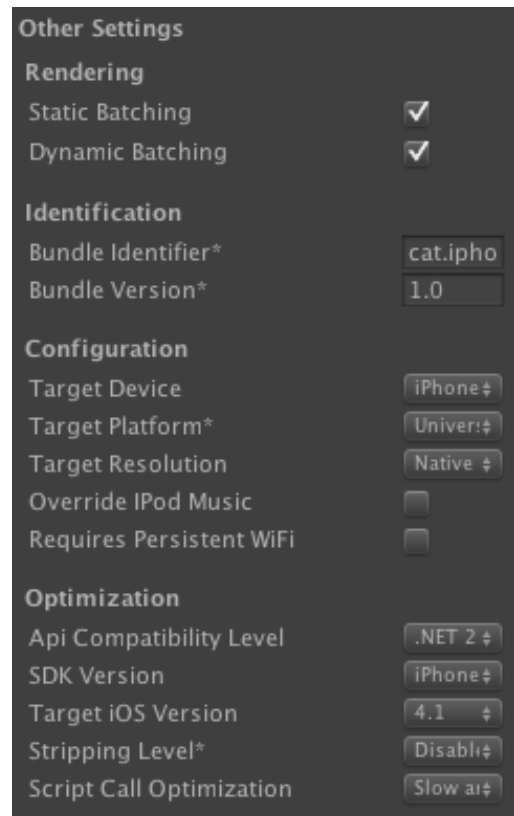 Other Settings
Rendering
Static Batching
Dynamic Batching
Identification
Bundle Identifier* cat.ipho
Bundle Version* 1.0
Configuration
Target Device iPhone
Target Platform* Univer
Target Resolution Native
Override IPod Music
Requires Persistent WiFi
Optimization
Api Compatibility Level .NET 2
SDK Version iPhone
Target iOS Version 4.1
Stripping Level* Disabl
Script Call Optimization Slow a